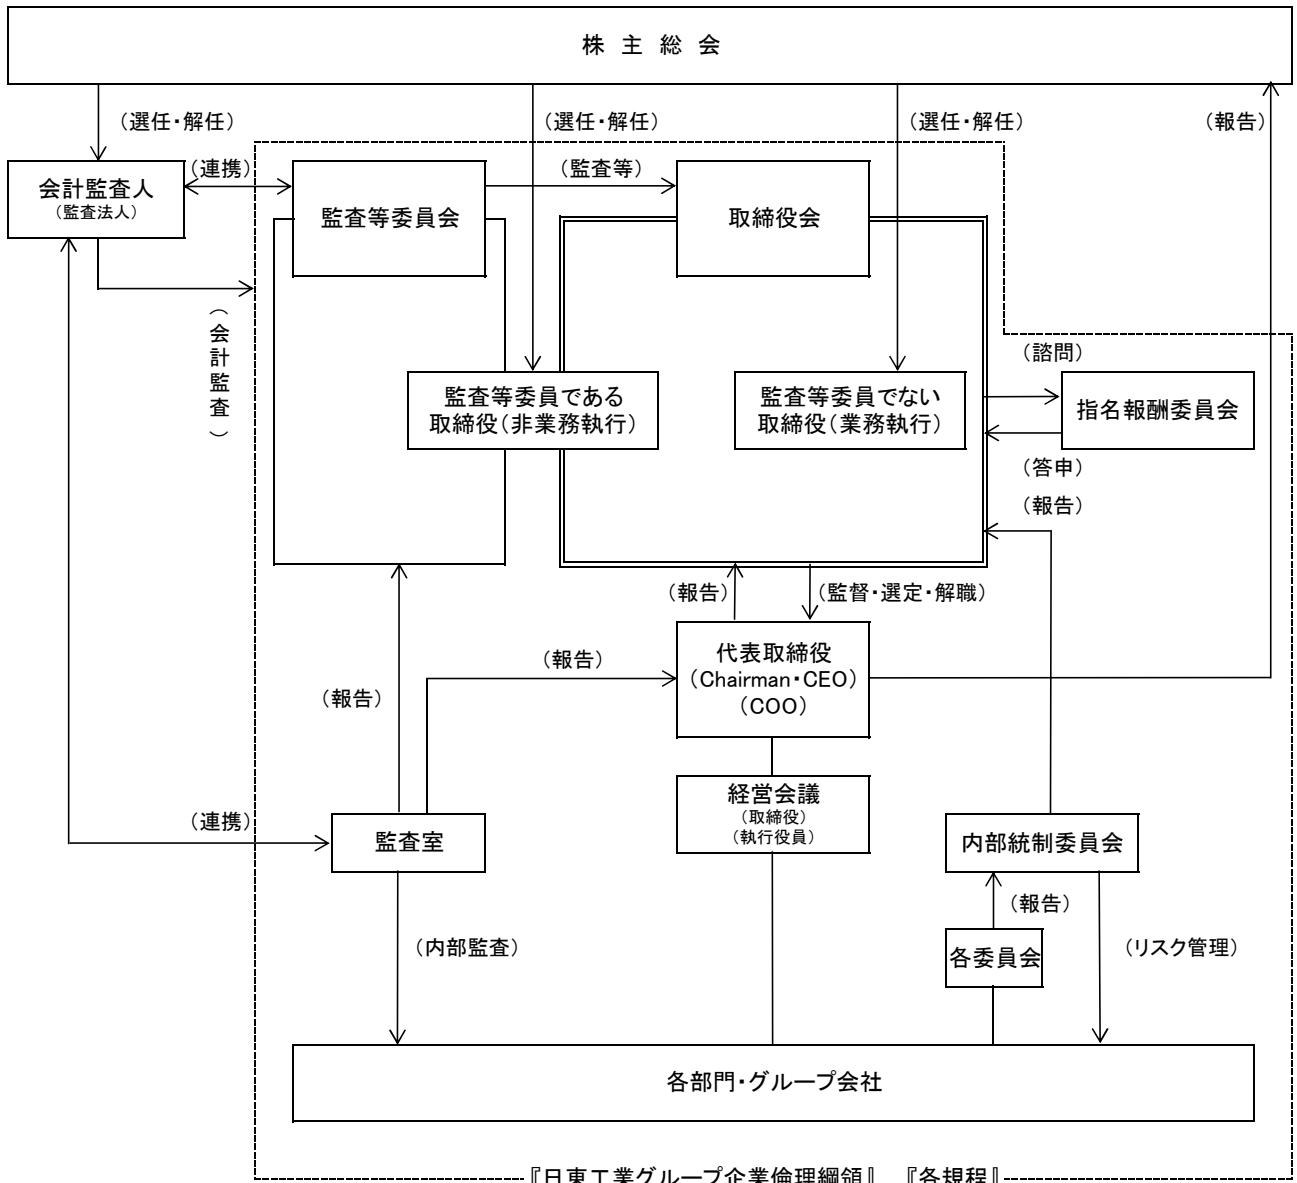 株 主 総 会
（選任・解任）
（選任・解任）
（選任・解任）
（報告）
会計監査人
（監査法人）
（連携）
監査等委員会
（監査等）
取締役会
（会計監査）
監査等委員である
取締役（非業務執行）
監査等委員でない
取締役（業務執行）
（諮問）
指名報酬委員会
（答申）
（報告）
（報告）
（監督・選定・解職）
代表取締役
（Chairman・CEO）
（COO）
（報告）
（報告）
経営会議
（取締役）
（執行役員）
（連携）
監査室
内部統制委員会
（報告）
各委員会
（内部監査）
（リスク管理）
各部門・グループ会社
『日東工業グループ企業倫理綱領』 『各規程』